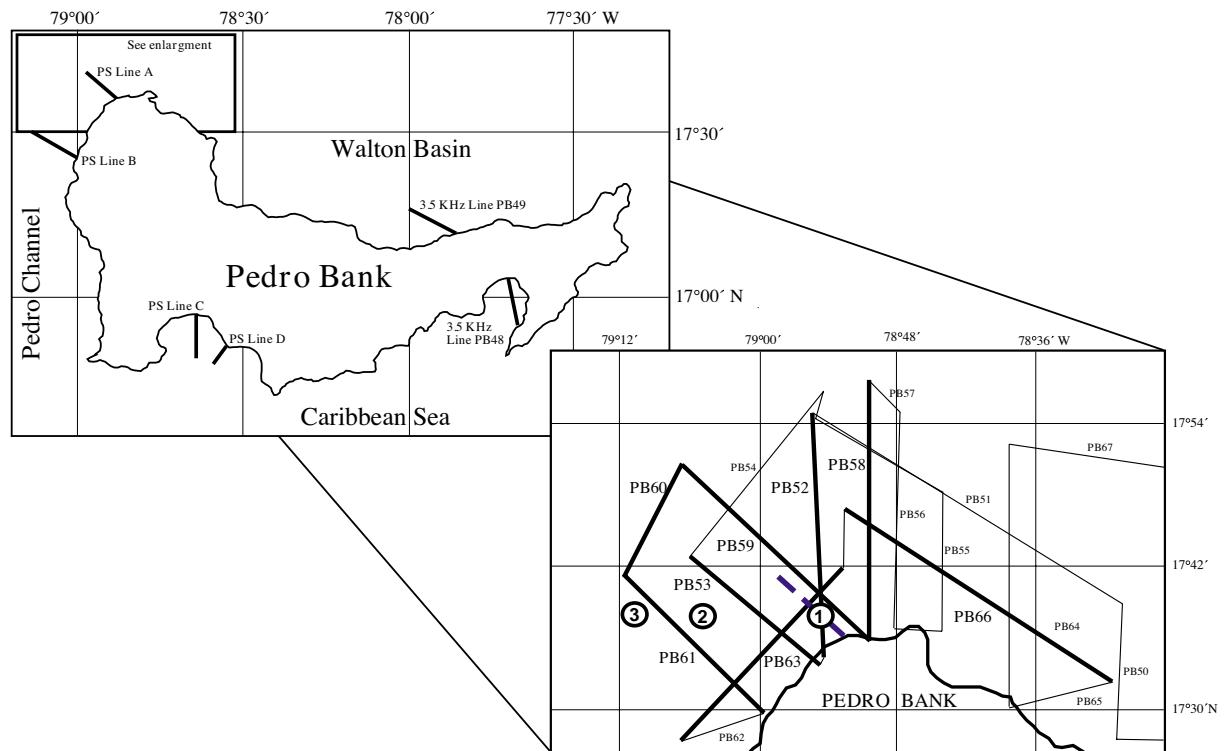 79°00´ 78°30´ 78°00´ 77°30´ W
See enlargment
PS Line A
17°30´
Walton Basin
PS Line B
3.5 KHz Line PB49
Pedro Channel
Pedro Bank
17°00´ N
PS Line C
3.5 KHz
Line PB48
PS Line D
Caribbean Sea
79°12´ 79°00´ 78°48´ 78°36´ W
PB57
17°54´
PB67
PB54
PB58
PB60
PB52
PB51
PB56
PB59
PB55
17°42´
PB53
3
2
1
PB66
PB64
PB61
PB63
PB50
PEDRO BANK
PB65
17°30´N
PB62